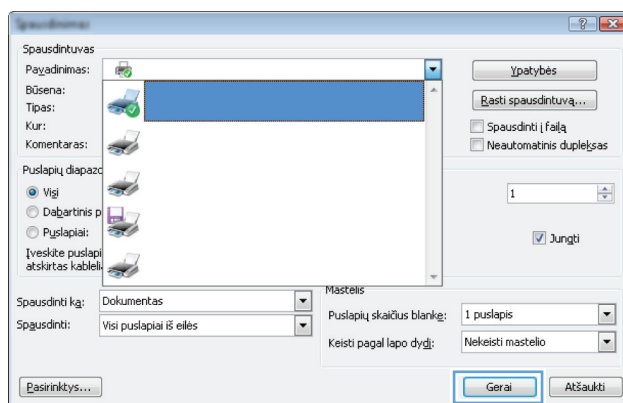 Spausdinimas
Spausdintuvas
Pavadinimas:
Ypatybės
Būsena:
Tipas:
Rasti spausdintuvą...
Kur:
Spausdinti į failą
Komentaras:
Neautomatinis dupleksas
Puslapių diapazo
Visi
1
Dabartinis p
Puslapiai:
Jungti
Įveskite puslapi
atskirtas kableli
Spausdinti ką: Dokumentas
Mastelis
Puslapių skaičius blanke: 1 puslapis
Spausdinti: Visi puslapiai iš eilės
Keisti pagal lapo dydį: Nekeisti mastelio
Pasirinktys...
Gerai
Atšaukti